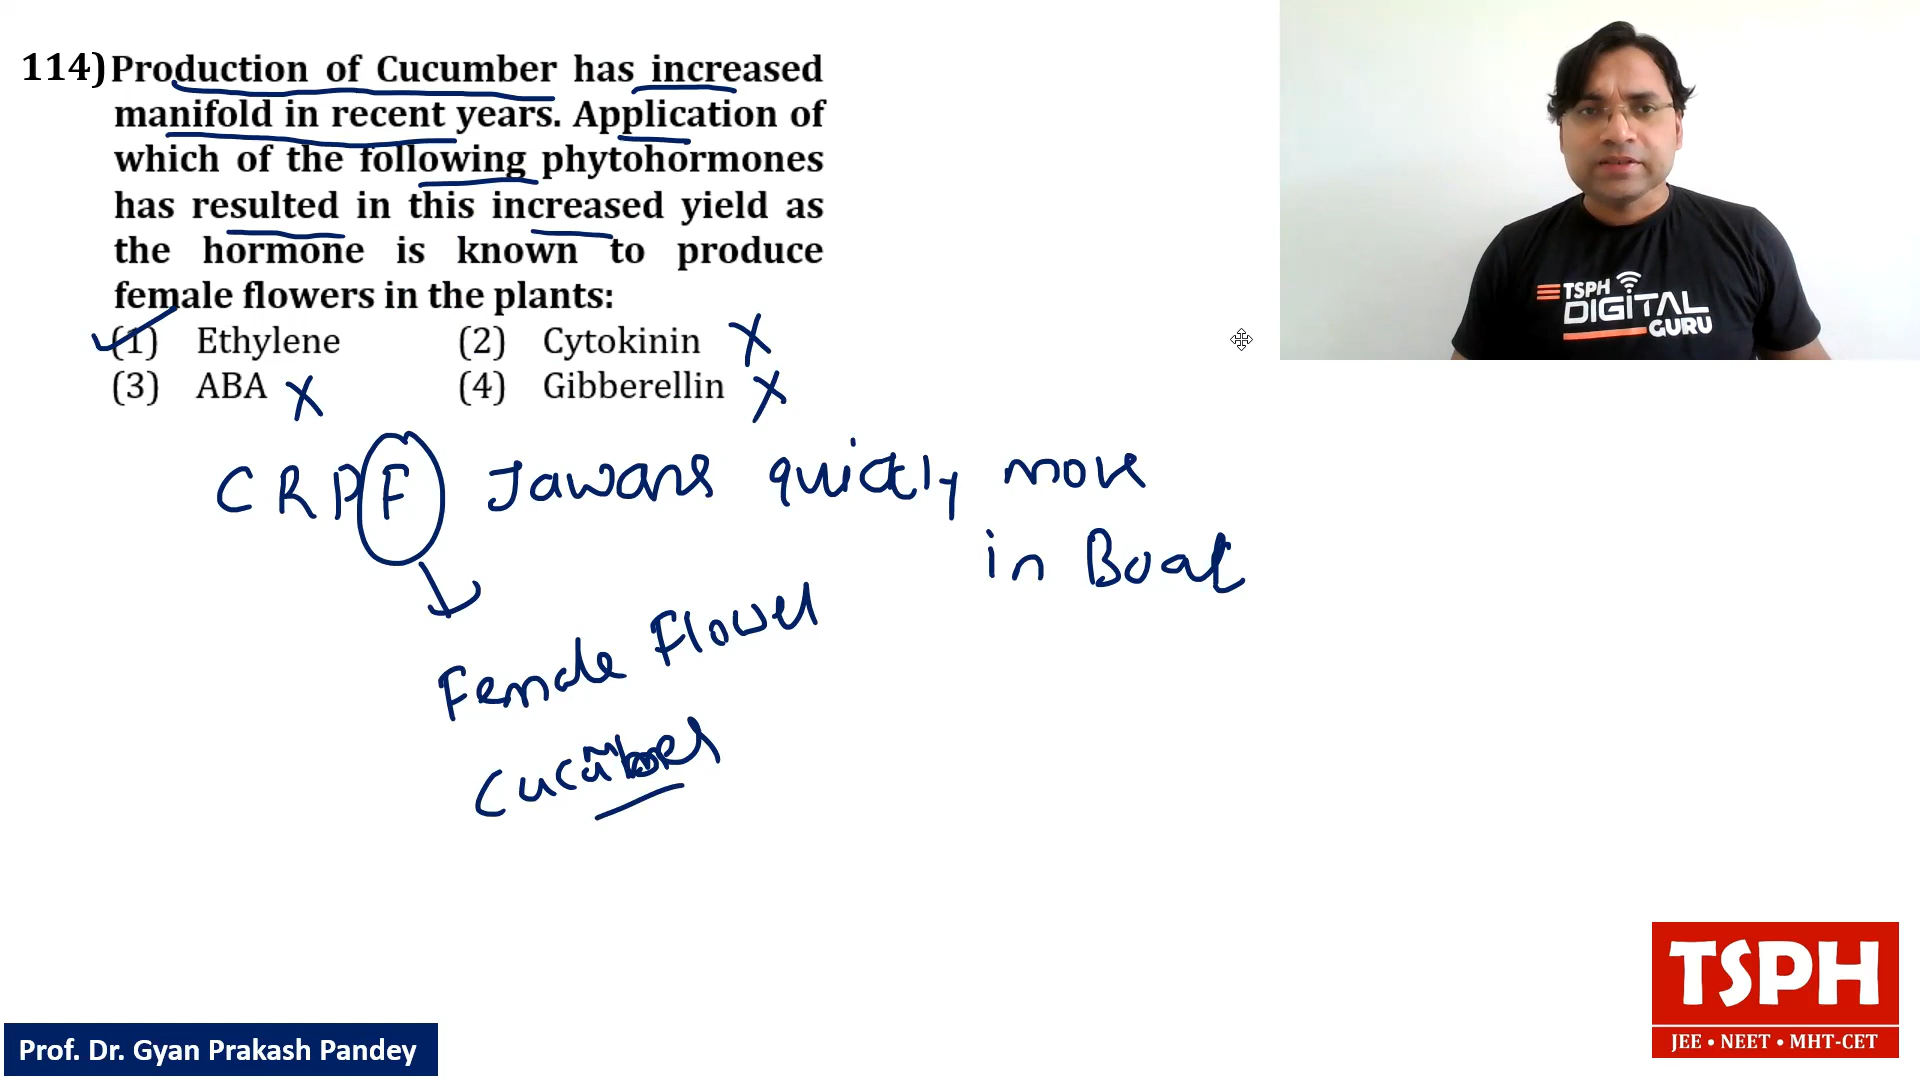 114) Production of Cucumber has increased
manifold in recent years. Application of
which of the following phytohormones
has resulted in this increased yield as
the hormone is known to produce
female flowers in the plants:
(1) Ethylene (2) Cytokinin X
(3) ABA X (4) Gibberellin X
CRPF Jawans quickly move
in Boat
Female Flower
Cucumber
TSPH
DIGITAL
GURU
TSPH
JEE • NEET • MHT-CET
Prof. Dr. Gyan Prakash Pandey